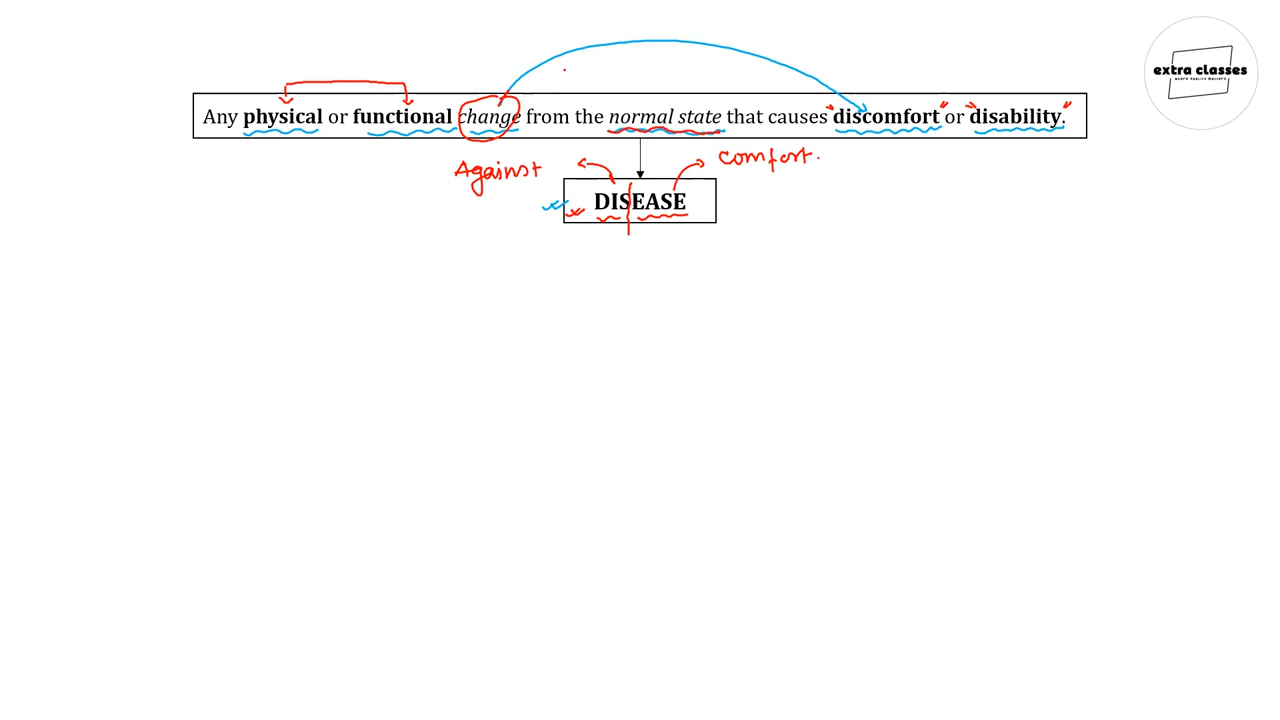 extra classes
Any physical or functional change from the normal state that causes "discomfort" or "disability".
Against
comfort.
DISEASE